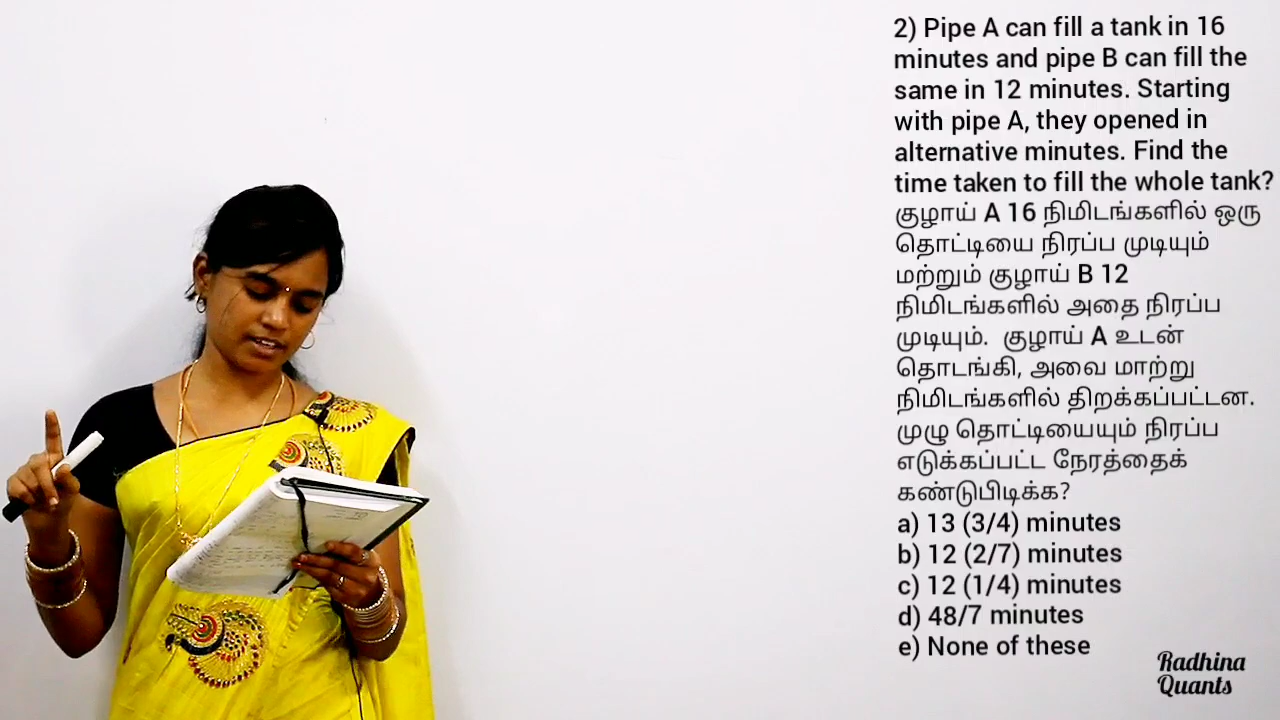 2) Pipe A can fill a tank in 16
minutes and pipe B can fill the
same in 12 minutes. Starting
with pipe A, they opened in
alternative minutes. Find the
time taken to fill the whole tank?
குழாய் A 16 நிமிடங்களில் ஒரு
தொட்டியை நிரப்ப முடியும்
மற்றும் குழாய் B 12
நிமிடங்களில் அதை நிரப்ப
முடியும். குழாய் A உடன்
தொடங்கி, அவை மாற்று
நிமிடங்களில் திறக்கப்பட்டன.
முழு தொட்டியையும் நிரப்ப
எடுக்கப்பட்ட நேரத்தைக்
கண்டுபிடிக்க?
a) 13 (3/4) minutes
b) 12 (2/7) minutes
c) 12 (1/4) minutes
d) 48/7 minutes
e) None of these
Radhina
Quants